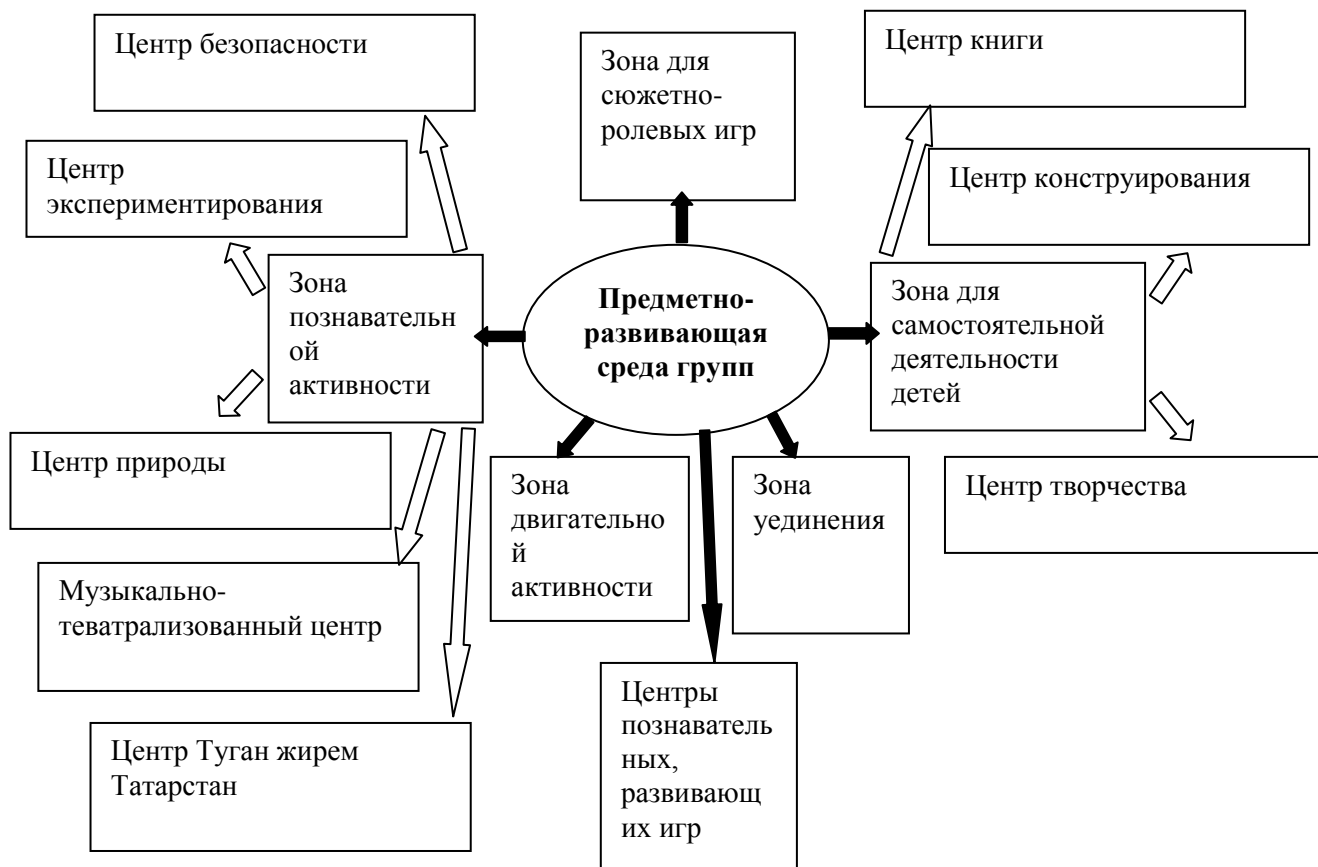 Центр безопасности
Зона для
сюжетно-
ролевых игр
Центр книги
Центр
экспериментирования
Центр конструирования
Зона
познавательн
ой
активности
Предметно-
развивающая
среда групп
Зона для
самостоятельной
деятельности
детей
Центр природы
Зона
двигательно
й
активности
Зона
уединения
Центр творчества
Музыкально-
теватрализованный центр
Центры
познаватель
ных,
развивающ
их игр
Центр Туган жирем
Татарстан